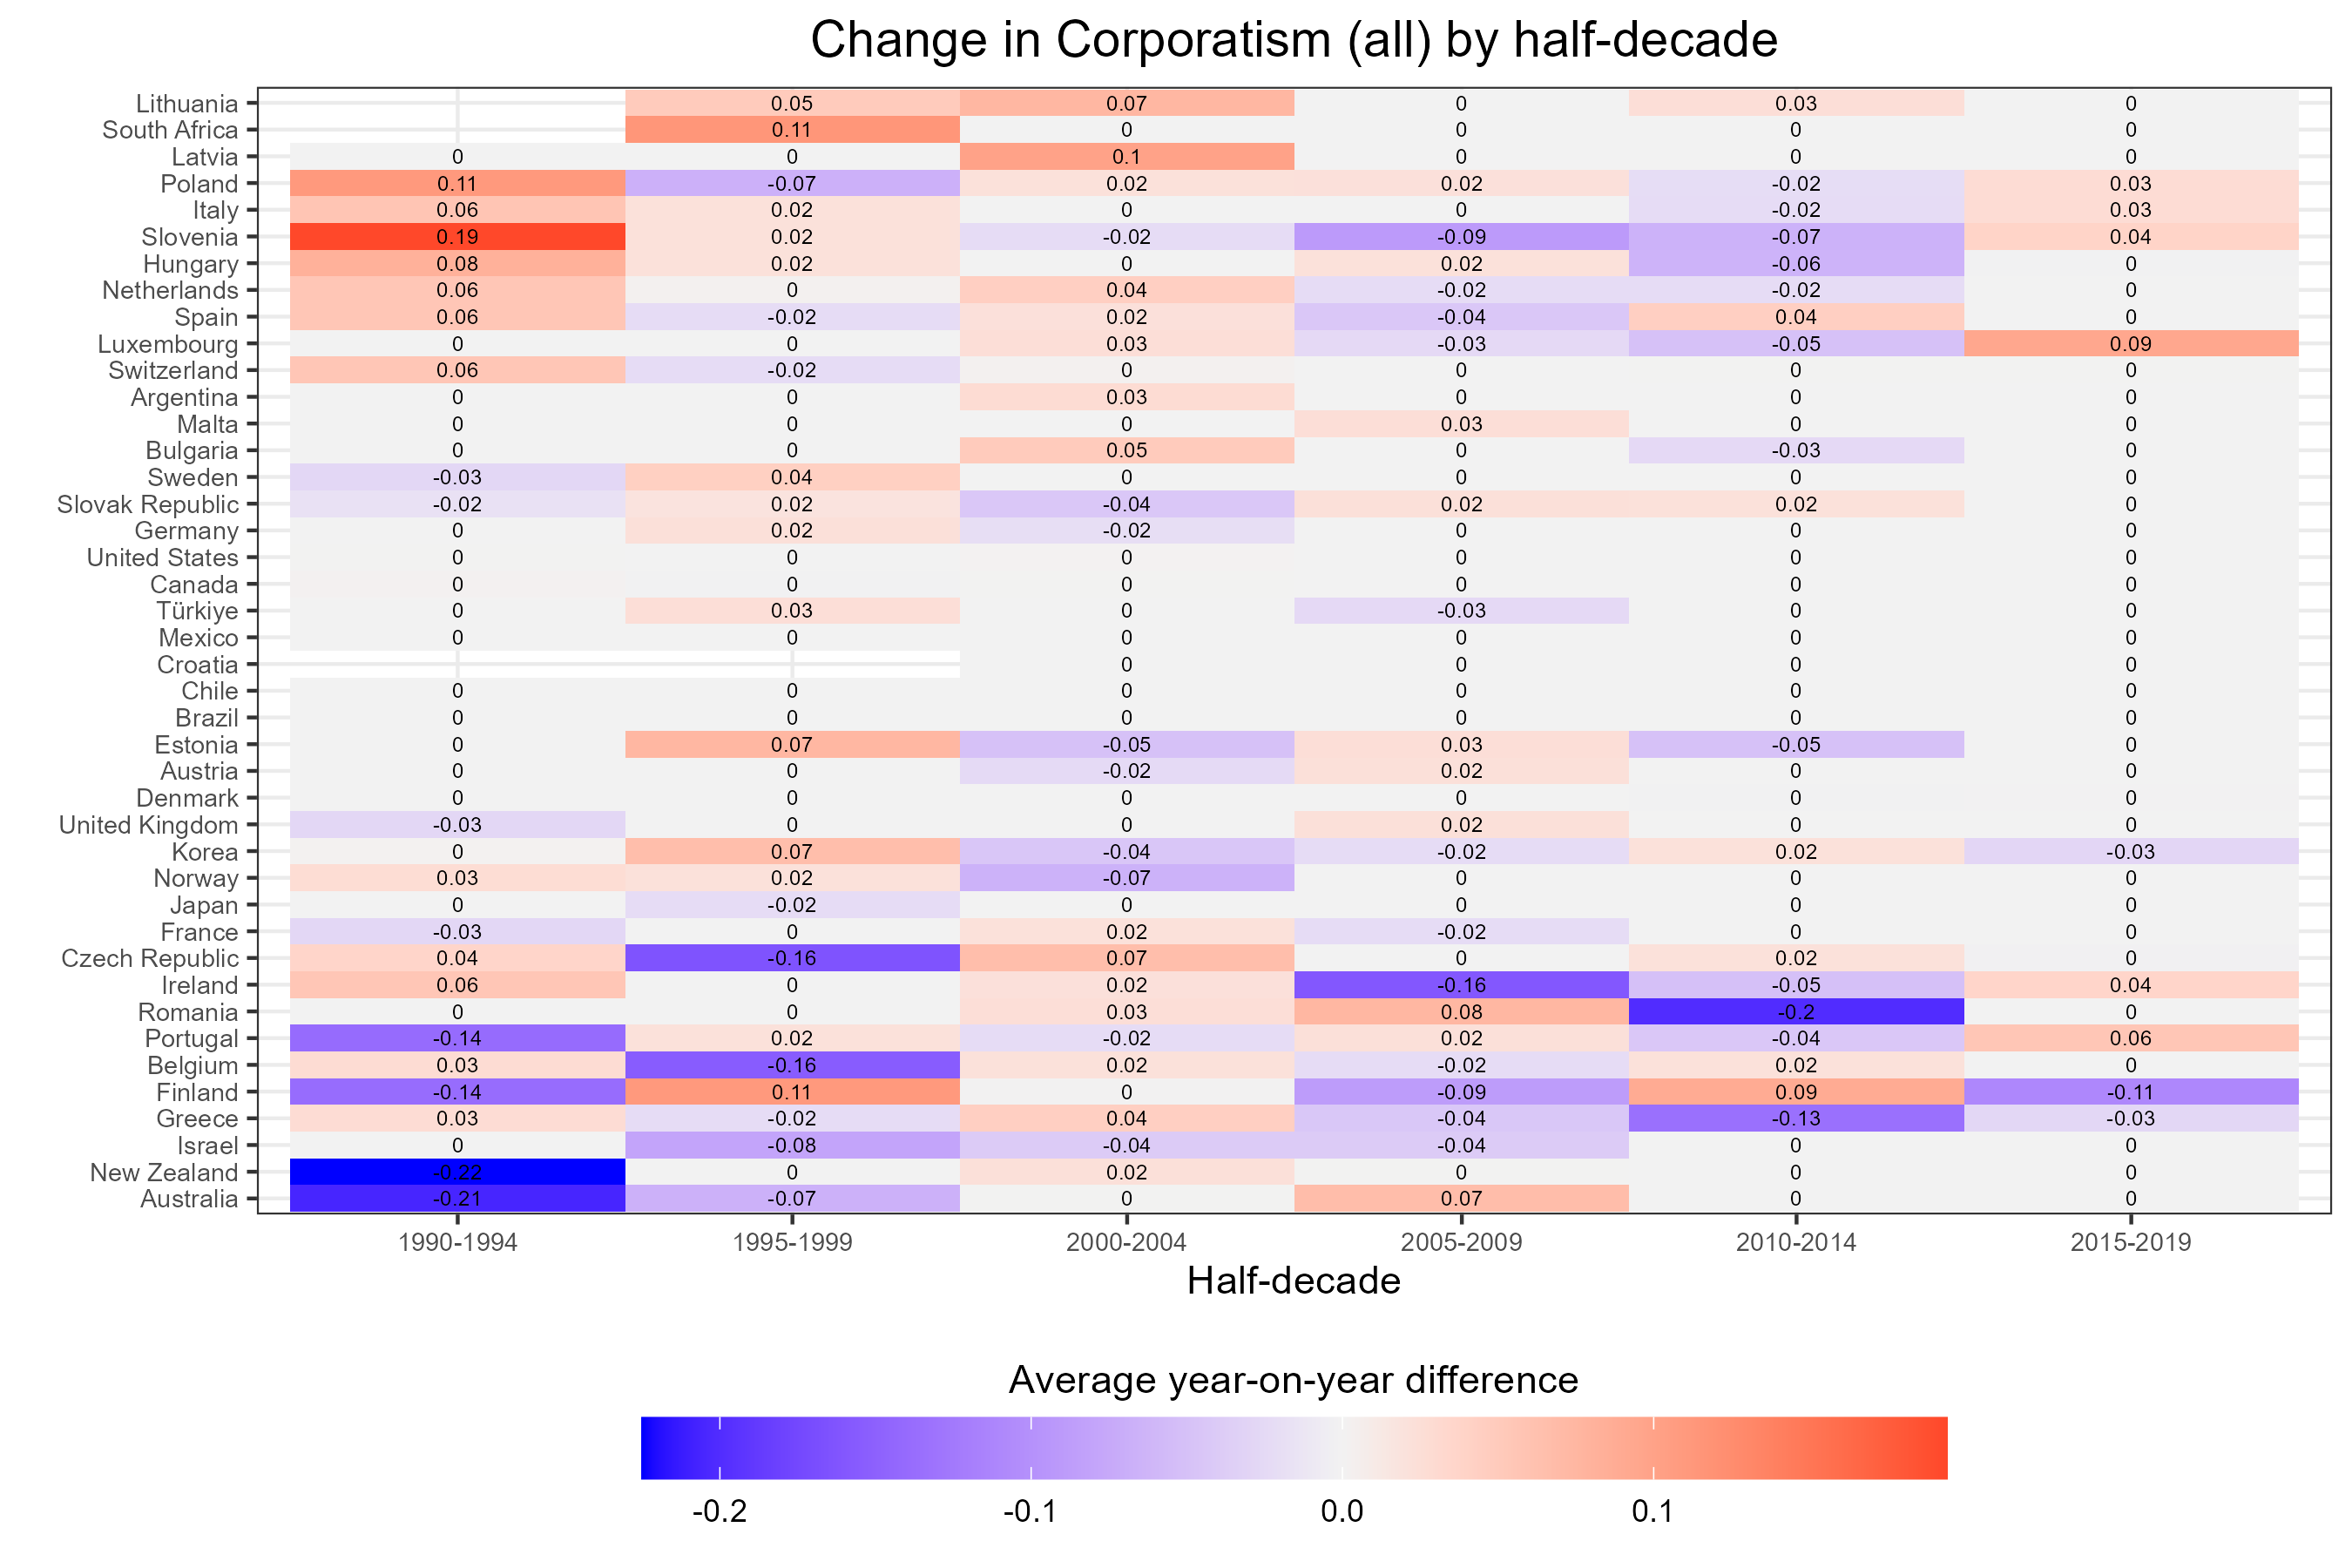 Change in Corporatism (all) by half-decade
Lithuania 0.05 0.07 0 0.03 0
South Africa 0.11 0 0 0 0
Latvia 0 0 0.1 0 0 0
Poland 0.11 -0.07 0.02 0.02 -0.02 0.03
Italy 0.06 0.02 0 0 -0.02 0.03
Slovenia 0.19 0.02 -0.02 -0.09 -0.07 0.04
Hungary 0.08 0.02 0 0.02 -0.06 0
Netherlands 0.06 0 0.04 -0.02 -0.02 0
Spain 0.06 -0.02 0.02 -0.04 0.04 0
Luxembourg 0 0 0.03 -0.03 -0.05 0.09
Switzerland 0.06 -0.02 0 0 0 0
Argentina 0 0 0.03 0 0 0
Malta 0 0 0 0.03 0 0
Bulgaria 0 0 0.05 0 -0.03 0
Sweden -0.03 0.04 0 0 0 0
Slovak Republic -0.02 0.02 -0.04 0.02 0.02 0
Germany 0 0.02 -0.02 0 0 0
United States 0 0 0 0 0 0
Canada 0 0 0 0 0 0
Türkiye 0 0.03 0 -0.03 0 0
Mexico 0 0 0 0 0 0
Croatia 0 0 0 0
Chile 0 0 0 0 0 0
Brazil 0 0 0 0 0 0
Estonia 0 0.07 -0.05 0.03 -0.05 0
Austria 0 0 -0.02 0.02 0 0
Denmark 0 0 0 0 0 0
United Kingdom -0.03 0 0 0.02 0 0
Korea 0 0.07 -0.04 -0.02 0.02 -0.03
Norway 0.03 0.02 -0.07 0 0 0
Japan 0 -0.02 0 0 0 0
France -0.03 0 0.02 -0.02 0 0
Czech Republic 0.04 -0.16 0.07 0 0.02 0
Ireland 0.06 0 0.02 -0.16 -0.05 0.04
Romania 0 0 0.03 0.08 -0.2 0
Portugal -0.14 0.02 -0.02 0.02 -0.04 0.06
Belgium 0.03 -0.16 0.02 -0.02 0.02 0
Finland -0.14 0.11 0 -0.09 0.09 -0.11
Greece 0.03 -0.02 0.04 -0.04 -0.13 -0.03
Israel 0 -0.08 -0.04 -0.04 0 0
New Zealand -0.22 0 0.02 0 0 0
Australia -0.21 -0.07 0 0.07 0 0
1990-1994 1995-1999 2000-2004 2005-2009 2010-2014 2015-2019
Half-decade
Average year-on-year difference
-0.2 -0.1 0.0 0.1